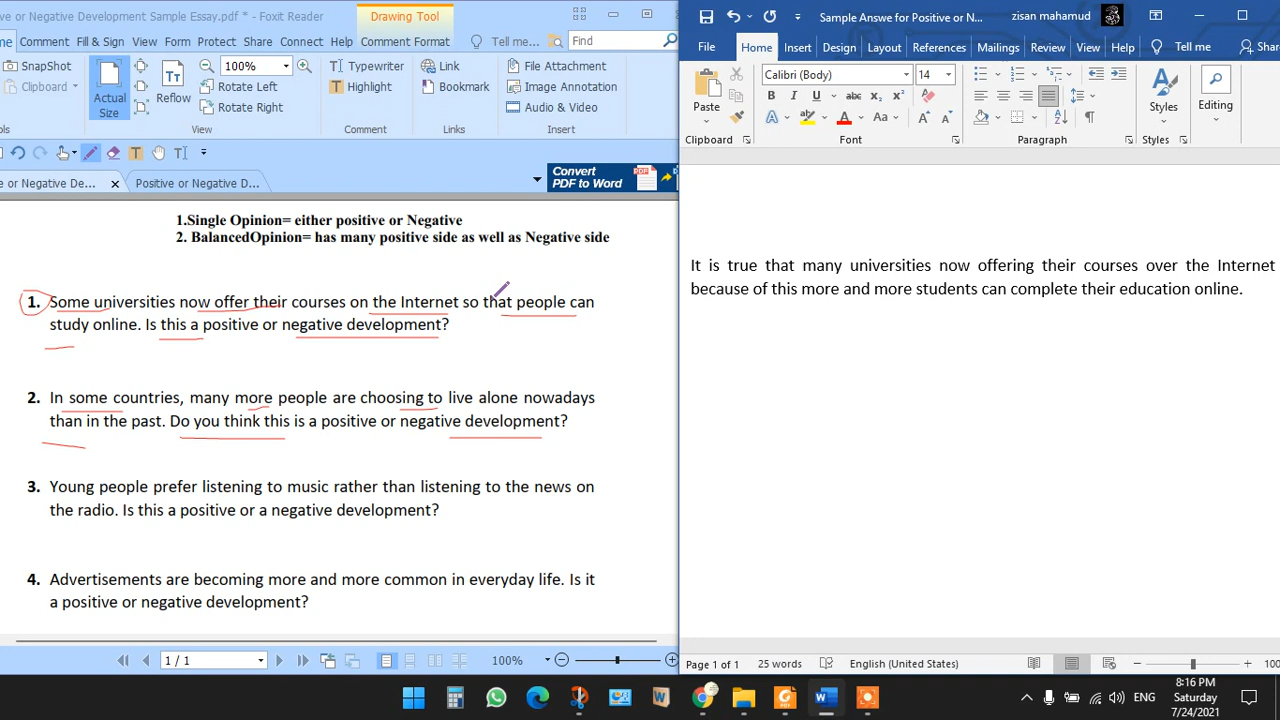 e or Negative Development Sample Essay.pdf * - Foxit Reader
Drawing Tool
Sample Answe for Positive or N...
zisan mahamud
me Comment Fill & Sign View Form Protect Share Connect Help Comment Format Tell me... Find
File Home Insert Design Layout References Mailings Review View Help Tell me Shar
SnapShot
Clipboard
Actual Size
Reflow
100%
Rotate Left
Rotate Right
View
Typewriter
Highlight
Comment
Link
Bookmark
Links
File Attachment
Image Annotation
Audio & Video
Insert
Paste
Clipboard
Calibri (Body) 14
B I U abc x₂ x²
A A Aa A A
Font
Paragraph
Styles
Styles
Editing
e or Negative De...
Positive or Negative D...
Convert
PDF to Word
1.Single Opinion= either positive or Negative
2. BalancedOpinion= has many positive side as well as Negative side
1. Some universities now offer their courses on the Internet so that people can
study online. Is this a positive or negative development?
2. In some countries, many more people are choosing to live alone nowadays
than in the past. Do you think this is a positive or negative development?
3. Young people prefer listening to music rather than listening to the news on
the radio. Is this a positive or a negative development?
4. Advertisements are becoming more and more common in everyday life. Is it
a positive or negative development?
It is true that many universities now offering their courses over the Internet
because of this more and more students can complete their education online.
1 / 1
100%
Page 1 of 1 25 words English (United States) 100
ENG
8:16 PM
Saturday
7/24/2021